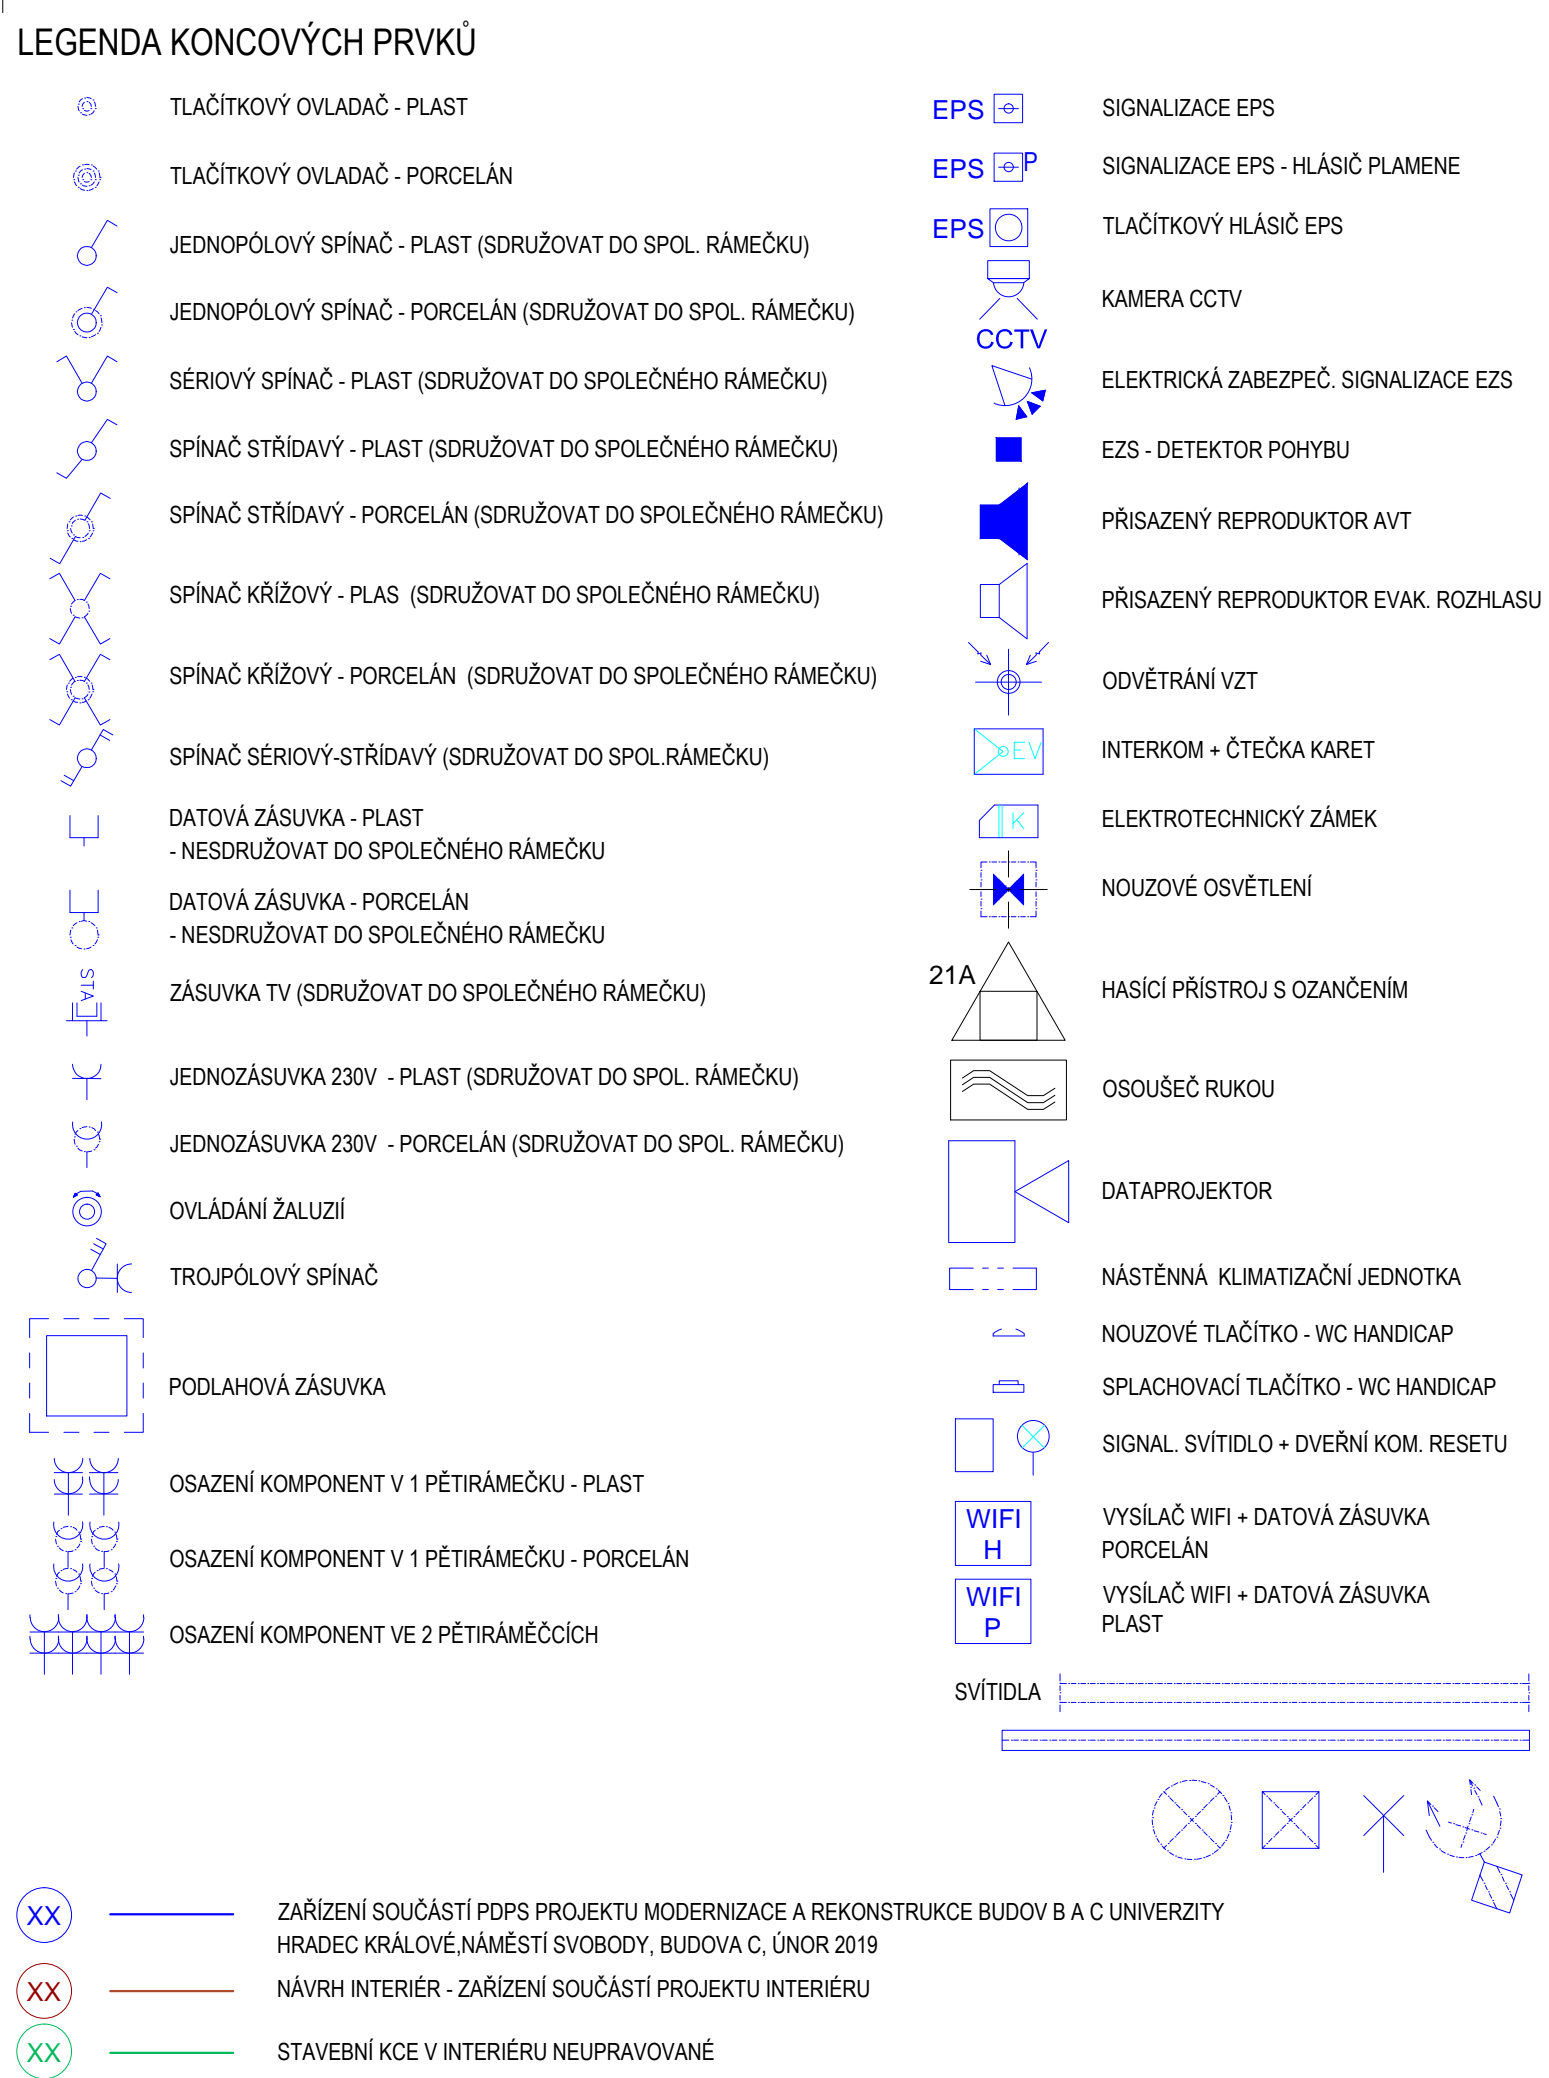 LEGENDA KONCOVÝCH PRVKŮ
TLAČÍTKOVÝ OVLADAČ - PLAST
TLAČÍTKOVÝ OVLADAČ - PORCELÁN
JEDNOPÓLOVÝ SPÍNAČ - PLAST (SDRUŽOVAT DO SPOL. RÁMEČKU)
JEDNOPÓLOVÝ SPÍNAČ - PORCELÁN (SDRUŽOVAT DO SPOL. RÁMEČKU)
SÉRIOVÝ SPÍNAČ - PLAST (SDRUŽOVAT DO SPOLEČNÉHO RÁMEČKU)
SPÍNAČ STŘÍDAVÝ - PLAST (SDRUŽOVAT DO SPOLEČNÉHO RÁMEČKU)
SPÍNAČ STŘÍDAVÝ - PORCELÁN (SDRUŽOVAT DO SPOLEČNÉHO RÁMEČKU)
SPÍNAČ KŘÍŽOVÝ - PLAS (SDRUŽOVAT DO SPOLEČNÉHO RÁMEČKU)
SPÍNAČ KŘÍŽOVÝ - PORCELÁN (SDRUŽOVAT DO SPOLEČNÉHO RÁMEČKU)
SPÍNAČ SÉRIOVÝ-STŘÍDAVÝ (SDRUŽOVAT DO SPOL.RÁMEČKU)
DATOVÁ ZÁSUVKA - PLAST
- NESDRUŽOVAT DO SPOLEČNÉHO RÁMEČKU
DATOVÁ ZÁSUVKA - PORCELÁN
- NESDRUŽOVAT DO SPOLEČNÉHO RÁMEČKU
STA
ZÁSUVKA TV (SDRUŽOVAT DO SPOLEČNÉHO RÁMEČKU)
JEDNOZÁSUVKA 230V - PLAST (SDRUŽOVAT DO SPOL. RÁMEČKU)
JEDNOZÁSUVKA 230V - PORCELÁN (SDRUŽOVAT DO SPOL. RÁMEČKU)
OVLÁDÁNÍ ŽALUZIÍ
TROJPÓLOVÝ SPÍNAČ
PODLAHOVÁ ZÁSUVKA
OSAZENÍ KOMPONENT V 1 PĚTIRÁMEČKU - PLAST
OSAZENÍ KOMPONENT V 1 PĚTIRÁMEČKU - PORCELÁN
OSAZENÍ KOMPONENT VE 2 PĚTIRÁMĚČCÍCH
EPS SIGNALIZACE EPS
EPS P SIGNALIZACE EPS - HLÁSIČ PLAMENE
EPS TLAČÍTKOVÝ HLÁSIČ EPS
KAMERA CCTV
CCTV
ELEKTRICKÁ ZABEZPEČ. SIGNALIZACE EZS
EZS - DETEKTOR POHYBU
PŘISAZENÝ REPRODUKTOR AVT
PŘISAZENÝ REPRODUKTOR EVAK. ROZHLASU
ODVĚTRÁNÍ VZT
EV INTERKOM + ČTEČKA KARET
K ELEKTROTECHNICKÝ ZÁMEK
NOUZOVÉ OSVĚTLENÍ
21A HASÍCÍ PŘÍSTROJ S OZANČENÍM
OSOUŠEČ RUKOU
DATAPROJEKTOR
NÁSTĚNNÁ KLIMATIZAČNÍ JEDNOTKA
NOUZOVÉ TLAČÍTKO - WC HANDICAP
SPLACHOVACÍ TLAČÍTKO - WC HANDICAP
SIGNAL. SVÍTIDLO + DVEŘNÍ KOM. RESETU
WIFI VYSÍLAČ WIFI + DATOVÁ ZÁSUVKA
H PORCELÁN
WIFI VYSÍLAČ WIFI + DATOVÁ ZÁSUVKA
P PLAST
SVÍTIDLA
XX ZAŘÍZENÍ SOUČÁSTÍ PDPS PROJEKTU MODERNIZACE A REKONSTRUKCE BUDOV B A C UNIVERZITY
HRADEC KRÁLOVÉ,NÁMĚSTÍ SVOBODY, BUDOVA C, ÚNOR 2019
XX NÁVRH INTERIÉR - ZAŘÍZENÍ SOUČÁSTÍ PROJEKTU INTERIÉRU
XX STAVEBNÍ KCE V INTERIÉRU NEUPRAVOVANÉ